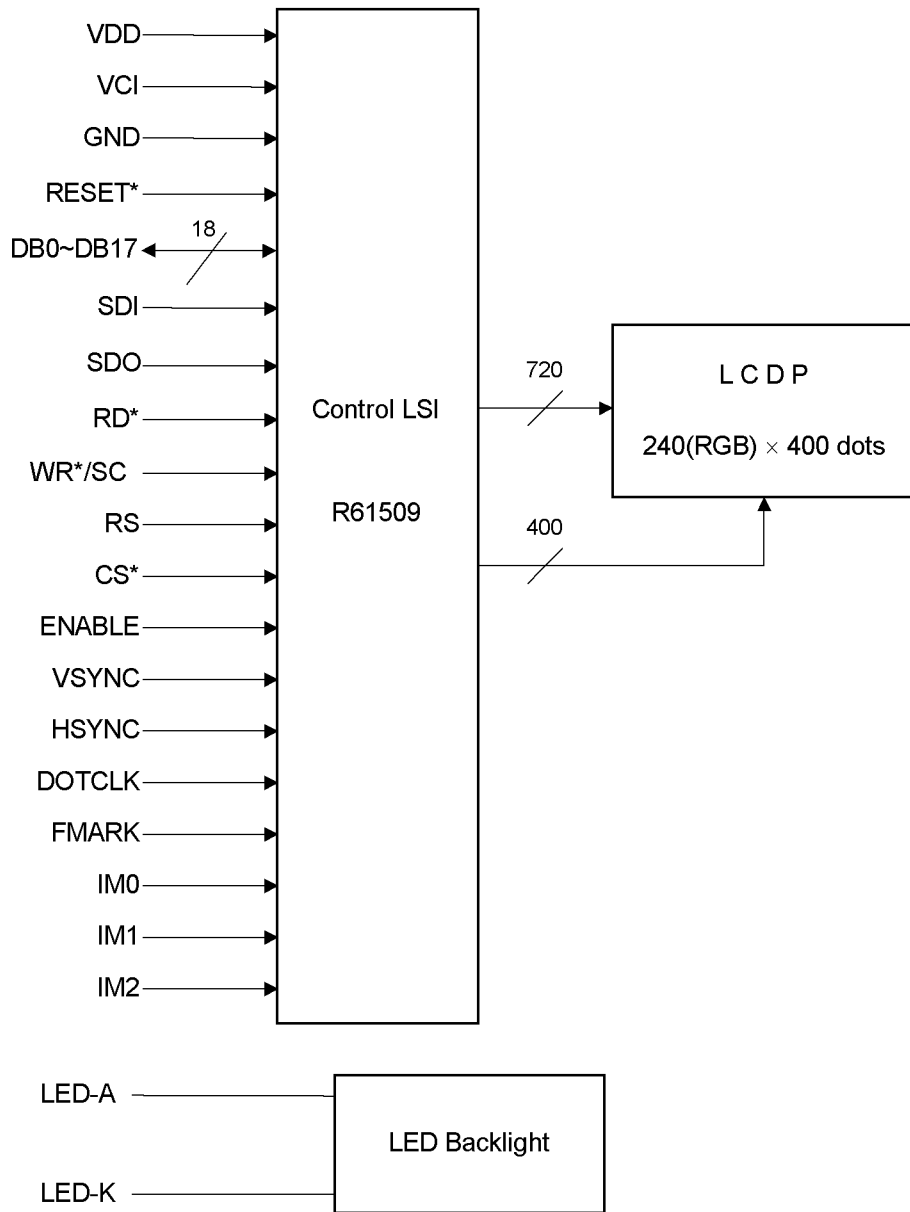 VDD
VCI
GND
RESET*
DB0~DB17
18
SDI
SDO
RD*
WR*/SC
RS
CS*
ENABLE
VSYNC
HSYNC
DOTCLK
FMARK
IM0
IM1
IM2
Control LSI
R61509
720
400
L C D P
240(RGB) × 400 dots
LED-A
LED-K
LED Backlight